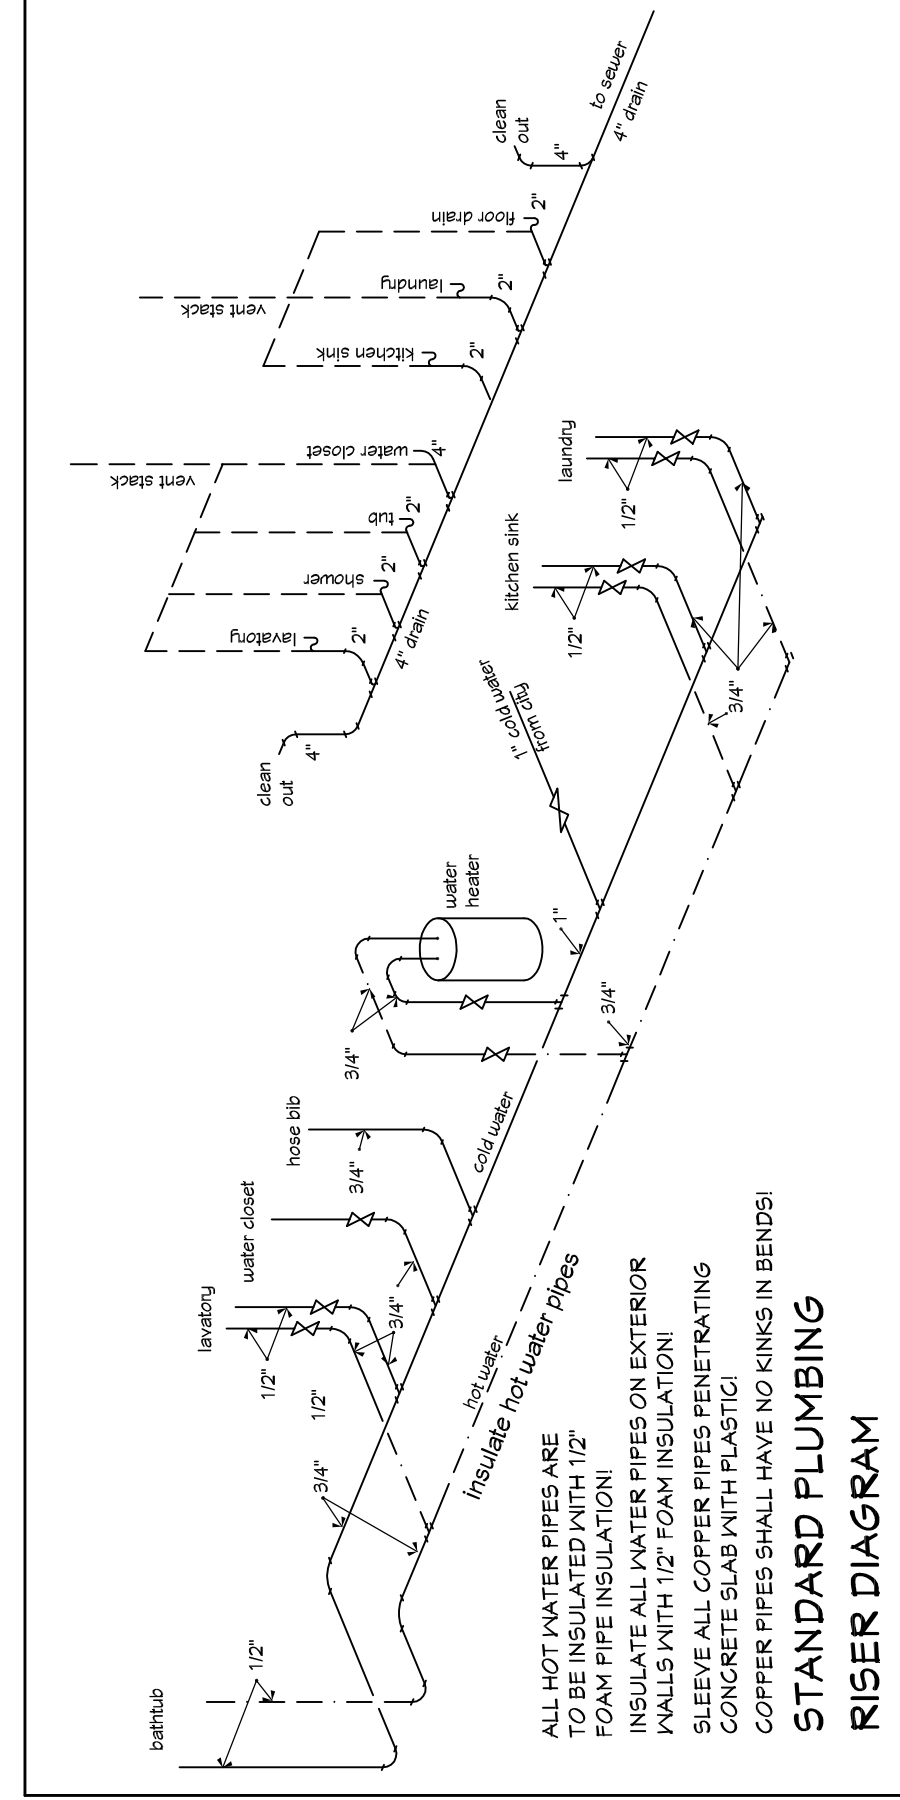 bathtub
1/2"
3/4"
lavatory
1/2"
1/2"
3/4"
water closet
hose bib
3/4"
cold water
hot water
insulate hot water pipes
3/4"
water
heater
1"
3/4"
1" cold water
from city
kitchen sink
1/2"
3/4"
laundry
1/2"
clean
out
4"
lavatory
2"
4" drain
shower
2"
tub
2"
water closet
4"
vent stack
kitchen sink
2"
laundry
2"
vent stack
floor drain
2"
clean
out
4"
to sewer
4" drain
ALL HOT WATER PIPES ARE
TO BE INSULATED WITH 1/2"
FOAM PIPE INSULATION!
INSULATE ALL WATER PIPES ON EXTERIOR
WALLS WITH 1/2" FOAM INSULATION!
SLEEVE ALL COPPER PIPES PENETRATING
CONCRETE SLAB WITH PLASTIC!
COPPER PIPES SHALL HAVE NO KINKS IN BENDS!
STANDARD PLUMBING
RISER DIAGRAM